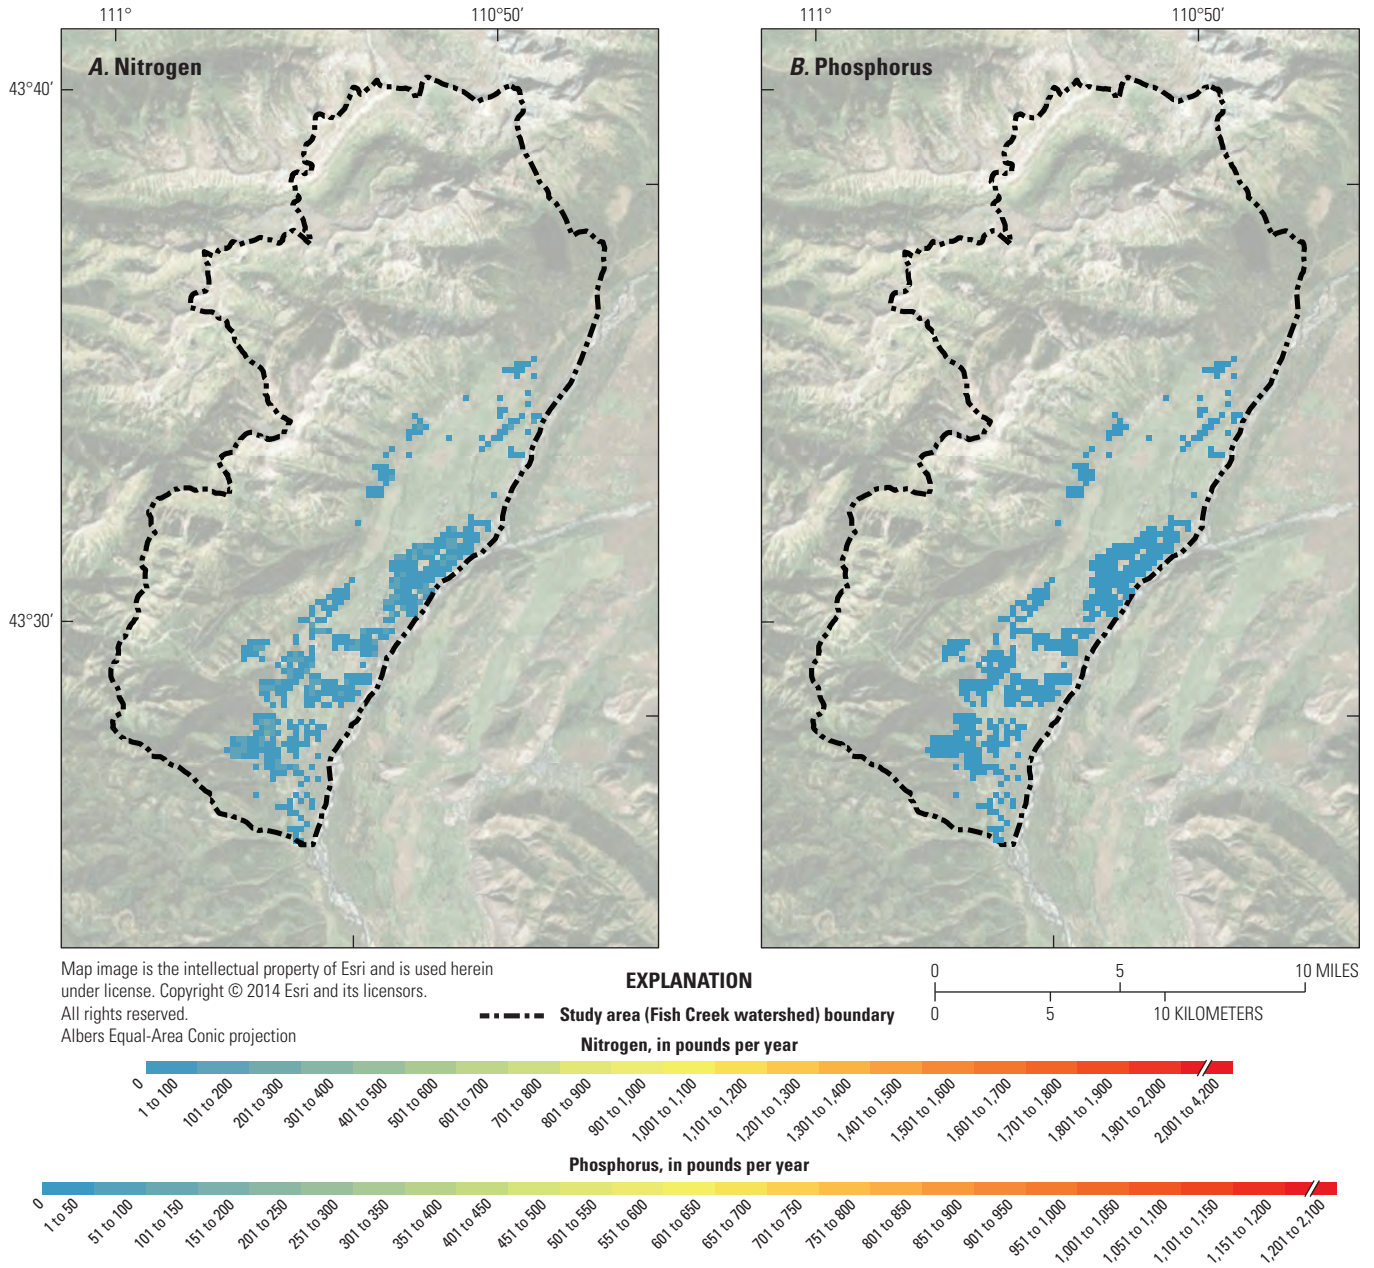 111°
110°50'
111°
110°50'
A. Nitrogen
B. Phosphorus
43°40'
43°30'
Map image is the intellectual property of Esri and is used herein
under license. Copyright © 2014 Esri and its licensors.
All rights reserved.
Albers Equal-Area Conic projection
EXPLANATION
Study area (Fish Creek watershed) boundary
0 5 10 MILES
0 5 10 KILOMETERS
Nitrogen, in pounds per year
0
1 to 100
101 to 200
201 to 300
301 to 400
401 to 500
501 to 600
601 to 700
701 to 800
801 to 900
901 to 1,000
1,001 to 1,100
1,101 to 1,200
1,201 to 1,300
1,301 to 1,400
1,401 to 1,500
1,501 to 1,600
1,601 to 1,700
1,701 to 1,800
1,801 to 1,900
1,901 to 2,000
2,001 to 4,200
Phosphorus, in pounds per year
0
1 to 50
51 to 100
101 to 150
151 to 200
201 to 250
251 to 300
301 to 350
351 to 400
401 to 450
451 to 500
501 to 550
551 to 600
601 to 650
651 to 700
701 to 750
751 to 800
801 to 850
851 to 900
901 to 950
951 to 1,000
1,001 to 1,050
1,051 to 1,100
1,101 to 1,150
1,151 to 1,200
1,201 to 2,100